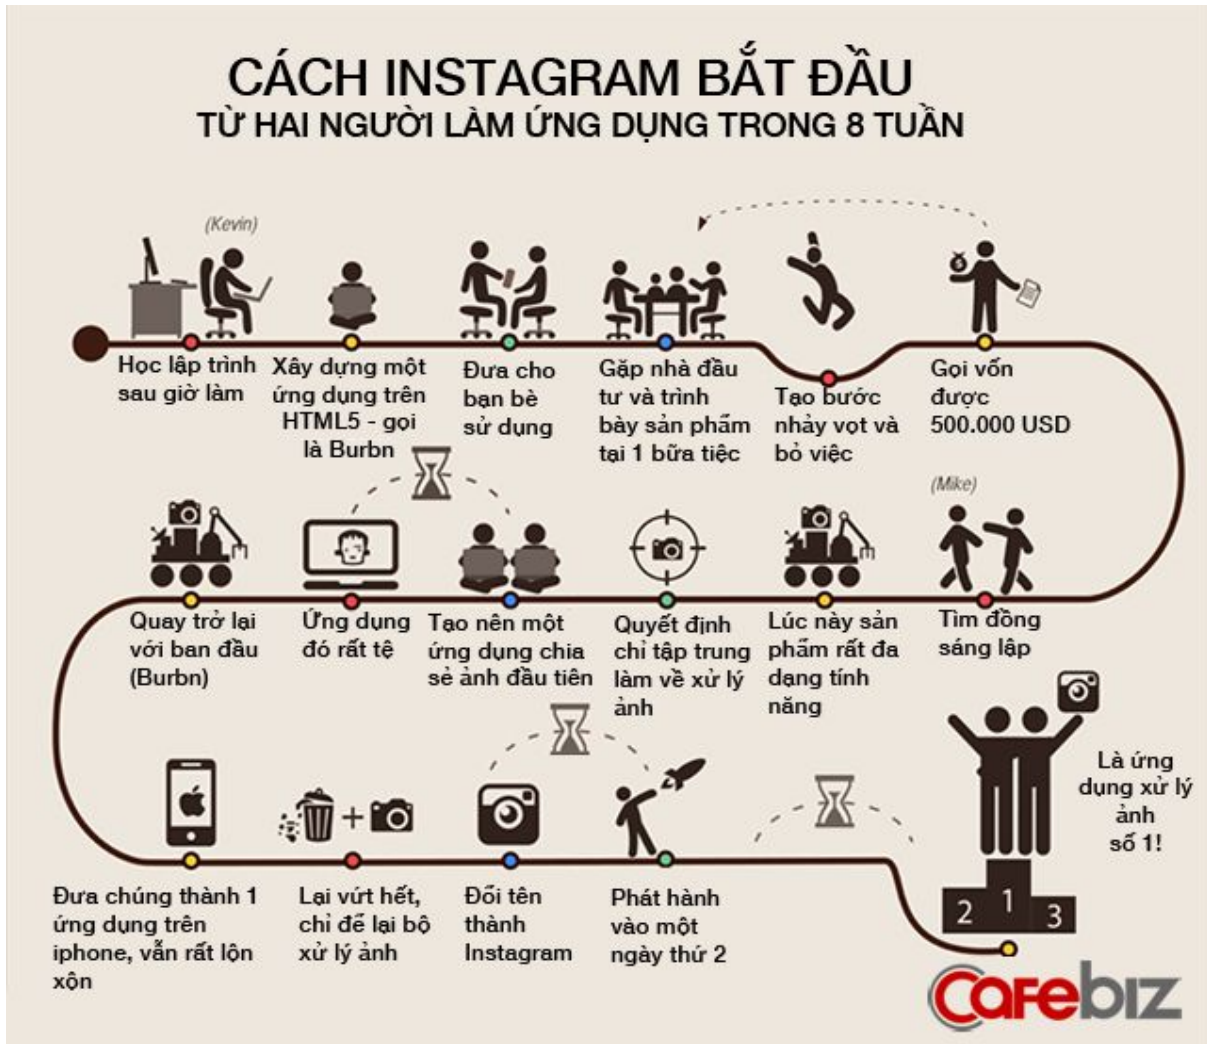 CÁCH INSTAGRAM BẮT ĐẦU
TỪ HAI NGƯỜI LÀM ỨNG DỤNG TRONG 8 TUẦN
(Kevin)
Học lập trình
sau giờ làm
Xây dựng một
ứng dụng trên
HTML5 - gọi
là Burbn
Đưa cho
bạn bè
sử dụng
Gặp nhà đầu
tư và trình
bày sản phẩm
tại 1 bữa tiệc
Tạo bước
nhảy vọt và
bỏ việc
$
Gọi vốn
được
500.000 USD
(Mike)
Tìm đồng
sáng lập
Lúc này sản
phẩm rất đa
dạng tính
năng
Quyết định
chỉ tập trung
làm về xử lý
ảnh
Tạo nên một
ứng dụng chia
sẻ ảnh đầu tiên
Ứng dụng
đó rất tệ
Quay trở lại
với ban đầu
(Burbn)
Đưa chúng thành 1
ứng dụng trên
iphone, vẫn rất lộn
xộn
+
Lại vứt hết,
chỉ để lại bộ
xử lý ảnh
Đổi tên
thành
Instagram
Phát hành
vào một
ngày thứ 2
Là ứng
dụng xử lý
ảnh
số 1!
2 1 3
Cafebiz